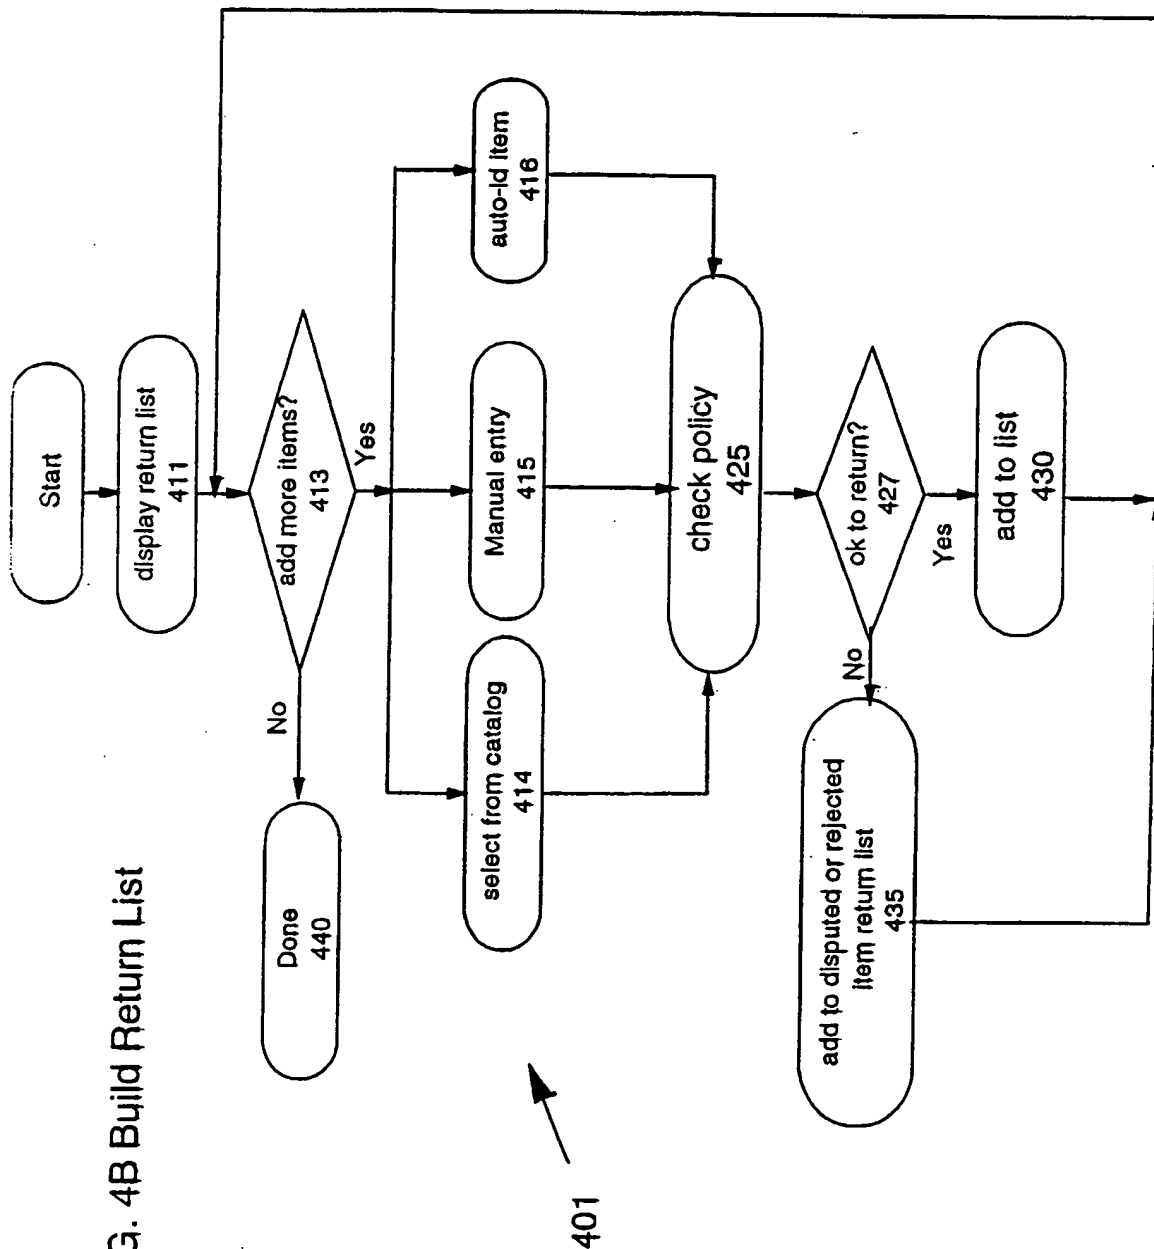 G. 4B Build Return List
Start
display return list
411
add more items?
413
No
Yes
Done
440
select from catalog
414
Manual entry
415
auto-id item
416
check policy
425
ok to return?
427
No
Yes
add to disputed or rejected
item return list
435
add to list
430
401